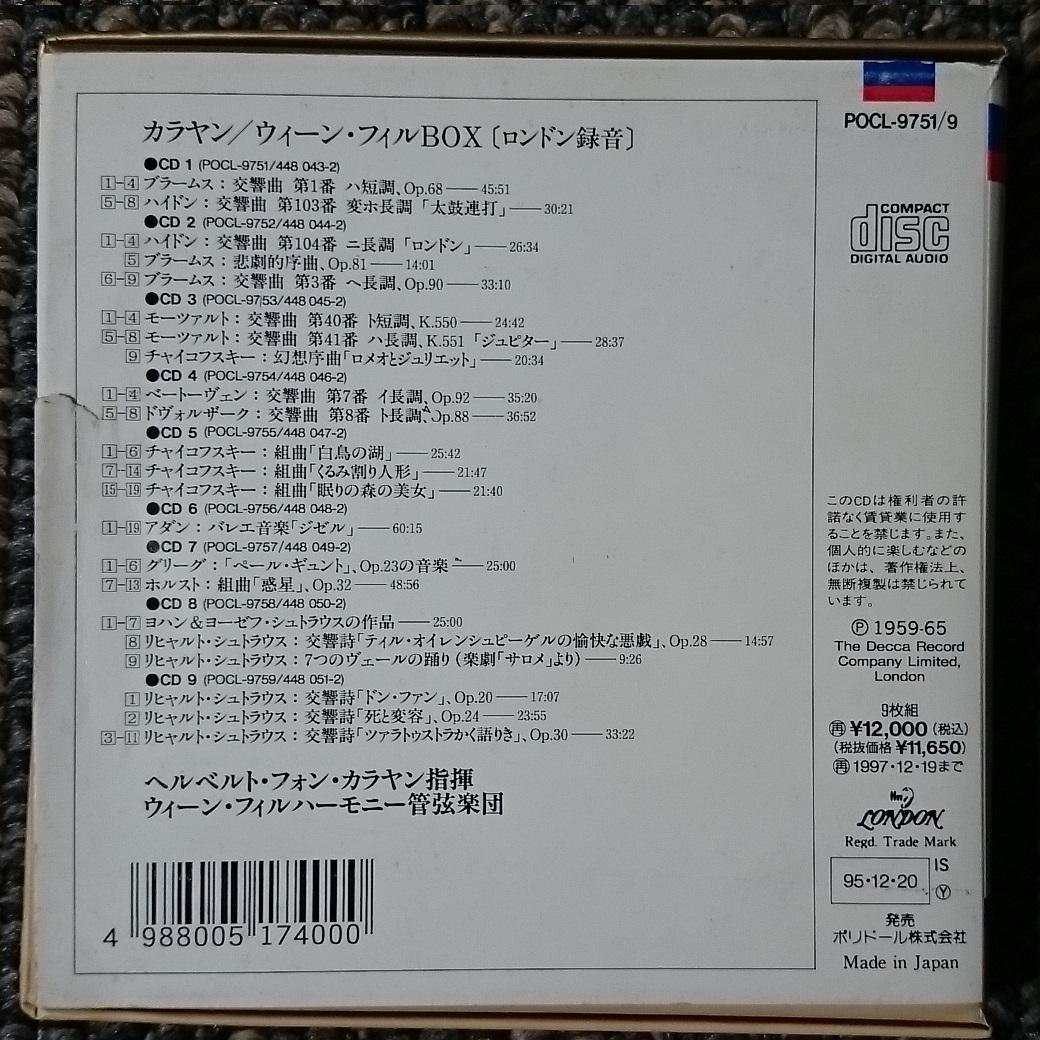 カラヤン/ウィーン・フィルBOX〔ロンドン録音〕
●CD 1 (POCL-9751/448 043-2)
1-4 ブラームス：交響曲 第1番 ハ短調、Op.68 — 45:51
5-8 ハイドン：交響曲 第103番 変ホ長調「太鼓連打」— 30:21
●CD 2 (POCL-9752/448 044-2)
1-4 ハイドン：交響曲 第104番 ニ長調「ロンドン」— 26:34
5 ブラームス：悲劇的序曲、Op.81 — 14:01
6-9 ブラームス：交響曲 第3番 ヘ長調、Op.90 — 33:10
●CD 3 (POCL-9753/448 045-2)
1-4 モーツァルト：交響曲 第40番 ト短調、K.550 — 24:42
5-8 モーツァルト：交響曲 第41番 ハ長調、K.551「ジュピター」— 28:37
9 チャイコフスキー：幻想序曲「ロメオとジュリエット」— 20:34
●CD 4 (POCL-9754/448 046-2)
1-4 ベートーヴェン：交響曲 第7番 イ長調、Op.92 — 35:20
5-8 ドヴォルザーク：交響曲 第8番 ト長調、Op.88 — 36:52
●CD 5 (POCL-9755/448 047-2)
1-6 チャイコフスキー：組曲「白鳥の湖」— 25:42
7-14 チャイコフスキー：組曲「くるみ割り人形」— 21:47
15-19 チャイコフスキー：組曲「眠りの森の美女」— 21:40
●CD 6 (POCL-9756/448 048-2)
1-19 アダン：バレエ音楽「ジゼル」— 60:15
●CD 7 (POCL-9757/448 049-2)
1-6 グリーグ：「ペール・ギュント」、Op.23の音楽 — 25:00
7-13 ホルスト：組曲「惑星」、Op.32 — 48:56
●CD 8 (POCL-9758/448 050-2)
1-7 ヨハン&ヨーゼフ・シュトラウスの作品 — 25:00
8 リヒャルト・シュトラウス：交響詩「ティル・オイレンシュピーゲルの愉快な悪戯」、Op.28 — 14:57
9 リヒャルト・シュトラウス：7つのヴェールの踊り（楽劇「サロメ」より）— 9:26
●CD 9 (POCL-9759/448 051-2)
1 リヒャルト・シュトラウス：交響詩「ドン・ファン」、Op.20 — 17:07
2 リヒャルト・シュトラウス：交響詩「死と変容」、Op.24 — 23:55
3-11 リヒャルト・シュトラウス：交響詩「ツァラトゥストラかく語りき」、Op.30 — 33:22
ヘルベルト・フォン・カラヤン指揮
ウィーン・フィルハーモニー管弦楽団
4 988005 174000
POCL-9751/9
COMPACT
disc
DIGITAL AUDIO
このCDは権利者の許
諾なく賃貸業に使用す
ることを禁じます。また、
個人的に楽しむなどの
ほかは、著作権法上、
無断複製は禁じられて
います。
Ⓟ 1959-65
The Decca Record
Company Limited,
London
9枚組
㊢ ¥12,000（税込）
（税抜価格 ¥11,650）
㊢ 1997・12・19まで
LONDON
Regd. Trade Mark
95・12・20
IS
Ⓨ
発売
ポリドール株式会社
Made in Japan